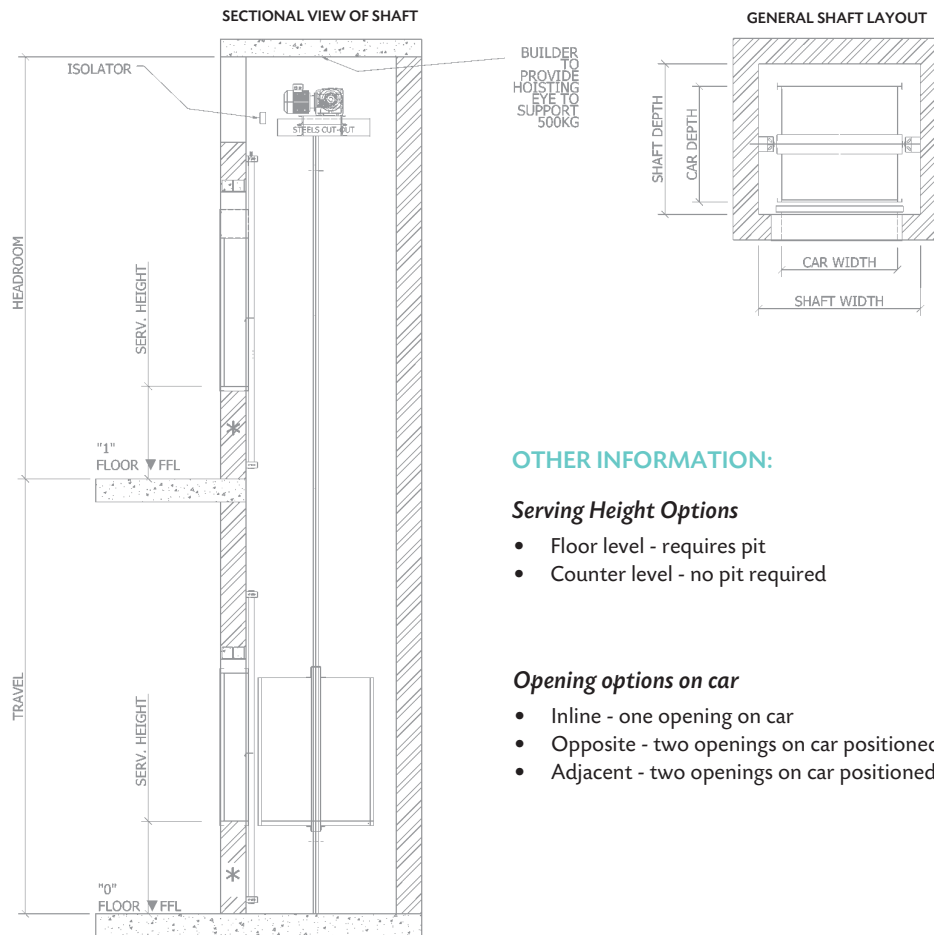 SECTIONAL VIEW OF SHAFT
GENERAL SHAFT LAYOUT
ISOLATOR
BUILDER
TO
PROVIDE
HOISTING
EYE TO
SUPPORT
500KG
STEELS CUT-OUT
SHAFT DEPTH
CAR DEPTH
CAR WIDTH
SHAFT WIDTH
HEADROOM
SERV. HEIGHT
"1"
FLOOR FFL
TRAVEL
SERV. HEIGHT
"0"
FLOOR FFL
OTHER INFORMATION:
Serving Height Options
• Floor level - requires pit
• Counter level - no pit required
Opening options on car
• Inline - one opening on car
• Opposite - two openings on car positioned
• Adjacent - two openings on car positioned